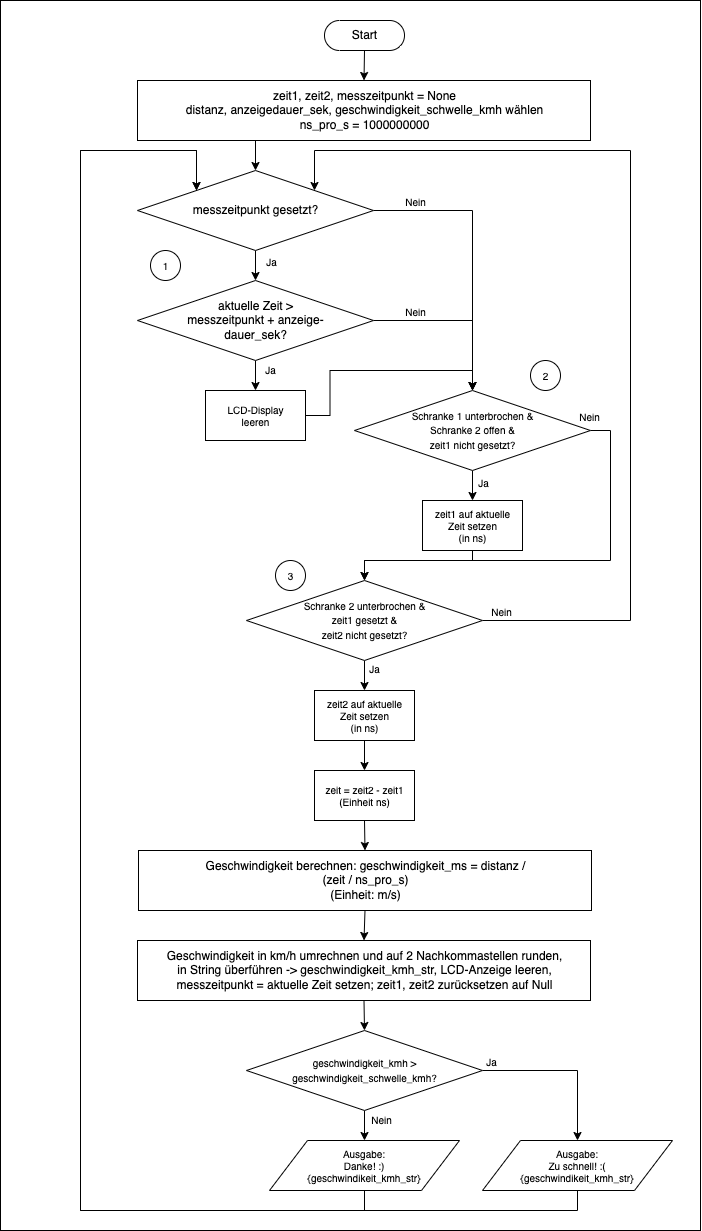 Start
zeit1, zeit2, messzeitpunkt = None
distanz, anzeigedauer_sek, geschwindigkeit_schwelle_kmh wählen
ns_pro_s = 1000000000
messzeitpunkt gesetzt?
Nein
Ja
1
aktuelle Zeit >
messzeitpunkt + anzeige-
dauer_sek?
Nein
Ja
LCD-Display
leeren
2
Schranke 1 unterbrochen &
Schranke 2 offen &
zeit1 nicht gesetzt?
Nein
Ja
zeit1 auf aktuelle
Zeit setzen
(in ns)
3
Schranke 2 unterbrochen &
zeit1 gesetzt &
zeit2 nicht gesetzt?
Nein
Ja
zeit2 auf aktuelle
Zeit setzen
(in ns)
zeit = zeit2 - zeit1
(Einheit ns)
Geschwindigkeit berechnen: geschwindigkeit_ms = distanz /
(zeit / ns_pro_s)
(Einheit: m/s)
Geschwindigkeit in km/h umrechnen und auf 2 Nachkommastellen runden,
in String überführen -> geschwindigkeit_kmh_str, LCD-Anzeige leeren,
messzeitpunkt = aktuelle Zeit setzen; zeit1, zeit2 zurücksetzen auf Null
geschwindigkeit_kmh >
geschwindigkeit_schwelle_kmh?
Ja
Nein
Ausgabe:
Danke! :)
{geschwindikeit_kmh_str}
Ausgabe:
Zu schnell! :(
{geschwindikeit_kmh_str}